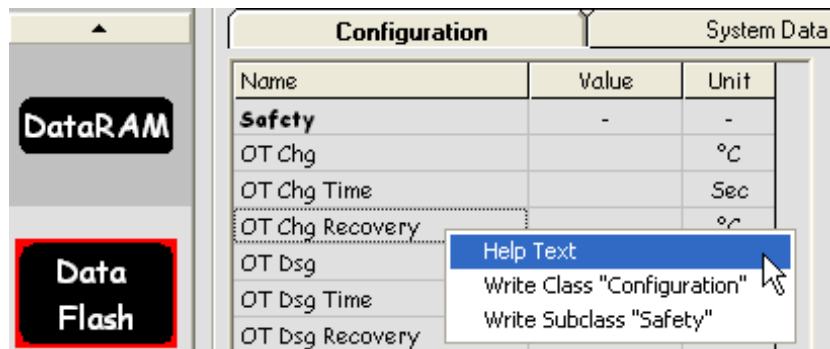 Configuration
System Data
Name Value Unit
Safety - -
OT Chg °C
OT Chg Time Sec
OT Chg Recovery °C
OT Dsg
OT Dsg Time
OT Dsg Recovery
DataRAM
Data
Flash
Help Text
Write Class "Configuration"
Write Subclass "Safety"